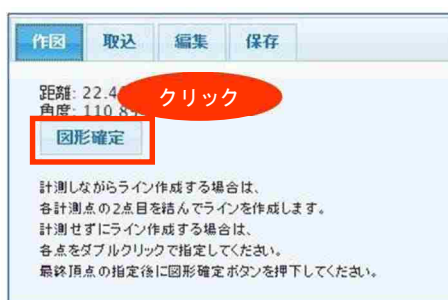 作図 取込 編集 保存
距離: 22.4
クリック
角度: 110.8
図形確定
計測しながらライン作成する場合は、
各計測点の2点目を結んでラインを作成します。
計測せずにライン作成する場合は、
各点をダブルクリックで指定してください。
最終頂点の指定後に図形確定ボタンを押下してください。